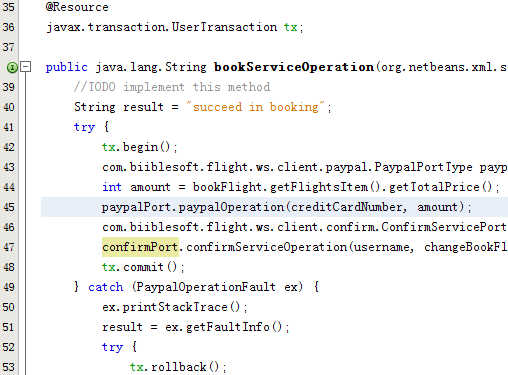 35 @Resource
36 javax.transaction.UserTransaction tx;
37
public java.lang.String bookServiceOperation(org.netbeans.xml.s
39 //TODO implement this method
40 String result = "succeed in booking";
41 try {
42 tx.begin();
43 com.biiblesoft.flight.ws.client.paypal.PaypalPortType payp
44 int amount = bookFlight.getFlightsItem().getTotalPrice();
45 paypalPort.paypalOperation(creditCardNumber, amount);
46 com.biiblesoft.flight.ws.client.confirm.ConfirmServicePort
47 confirmPort.confirmServiceOperation(username, changeBookFl
48 tx.commit();
49 } catch (PaypalOperationFault ex) {
50 ex.printStackTrace();
51 result = ex.getFaultInfo();
52 try {
53 tx.rollback();